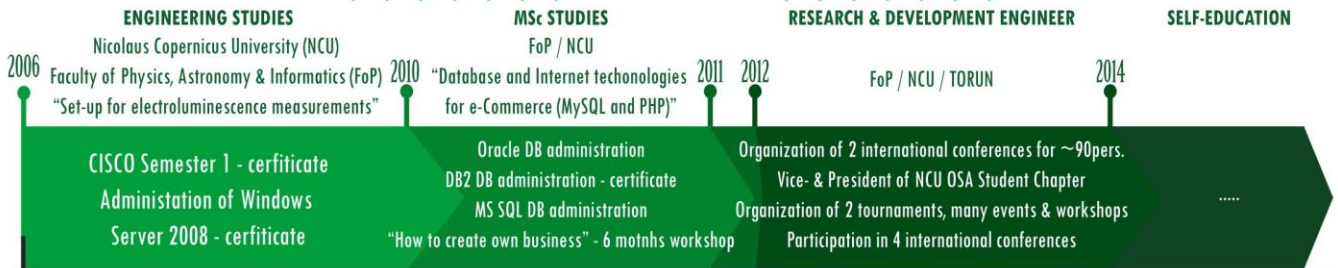 ENGINEERING STUDIES
Nicolaus Copernicus University (NCU)
Faculty of Physics, Astronomy & Informatics (FoP)
"Set-up for electroluminescence measurements"
MSc STUDIES
FoP / NCU
"Database and Internet techonologies
for e-Commerce (MySQL and PHP)"
RESEARCH & DEVELOPMENT ENGINEER
FoP / NCU / TORUN
SELF-EDUCATION
2006
2010
2011
2012
2014
CISCO Semester 1 - cerfiticate
Administation of Windows
Server 2008 - cerfiticate
Oracle DB administration
DB2 DB administration - certificate
MS SQL DB administration
"How to create own business" - 6 motnhs workshop
Organization of 2 international conferences for ~90pers.
Vice- & President of NCU OSA Student Chapter
Organization of 2 tournaments, many events & workshops
Participation in 4 international conferences
.....